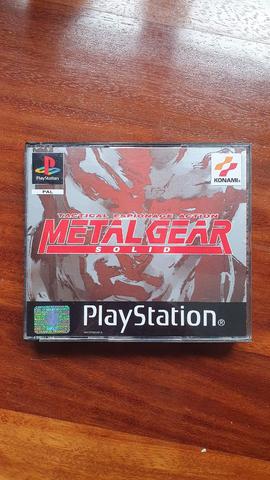 PlayStation
PAL
KONAMI
TACTICAL ESPIONAGE ACTION
METAL GEAR
SOLID
PlayStation®